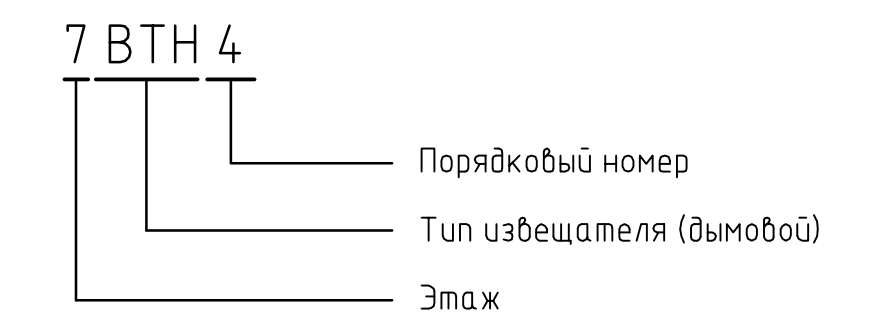 7 ВТН 4
Порядковый номер
Тип извещателя (дымовой)
Этаж